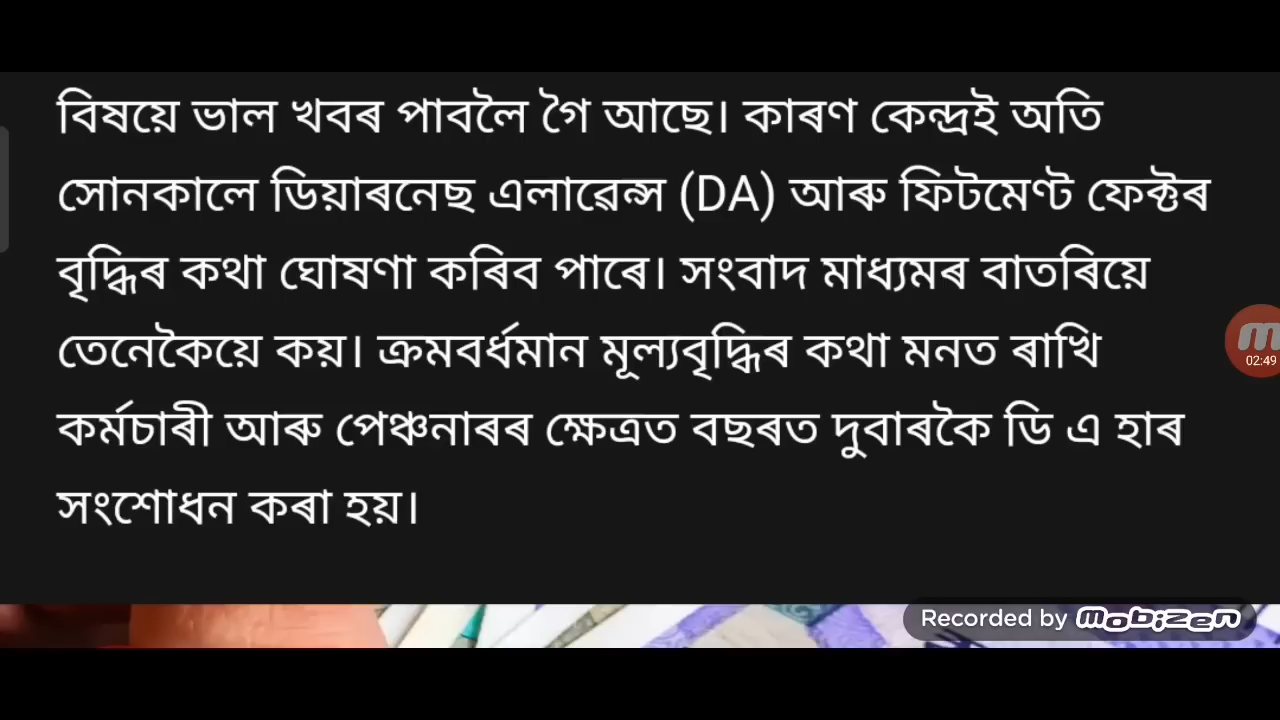 বিষয়ে ভাল খবৰ পাবলৈ গৈ আছে। কাৰণ কেন্দ্ৰই অতি
সোনকালে ডিয়াৰনেছ এলাৱেন্স (DA) আৰু ফিটমেণ্ট ফেক্টৰ
বৃদ্ধিৰ কথা ঘোষণা কৰিব পাৰে। সংবাদ মাধ্যমৰ বাতৰিয়ে
তেনেকৈয়ে কয়। ক্ৰমবৰ্ধমান মূল্যবৃদ্ধিৰ কথা মনত ৰাখি
কৰ্মচাৰী আৰু পেঞ্চনাৰৰ ক্ষেত্ৰত বছৰত দুবাৰকৈ ডি এ হাৰ
সংশোধন কৰা হয়।
02:49
Recorded by mobizen